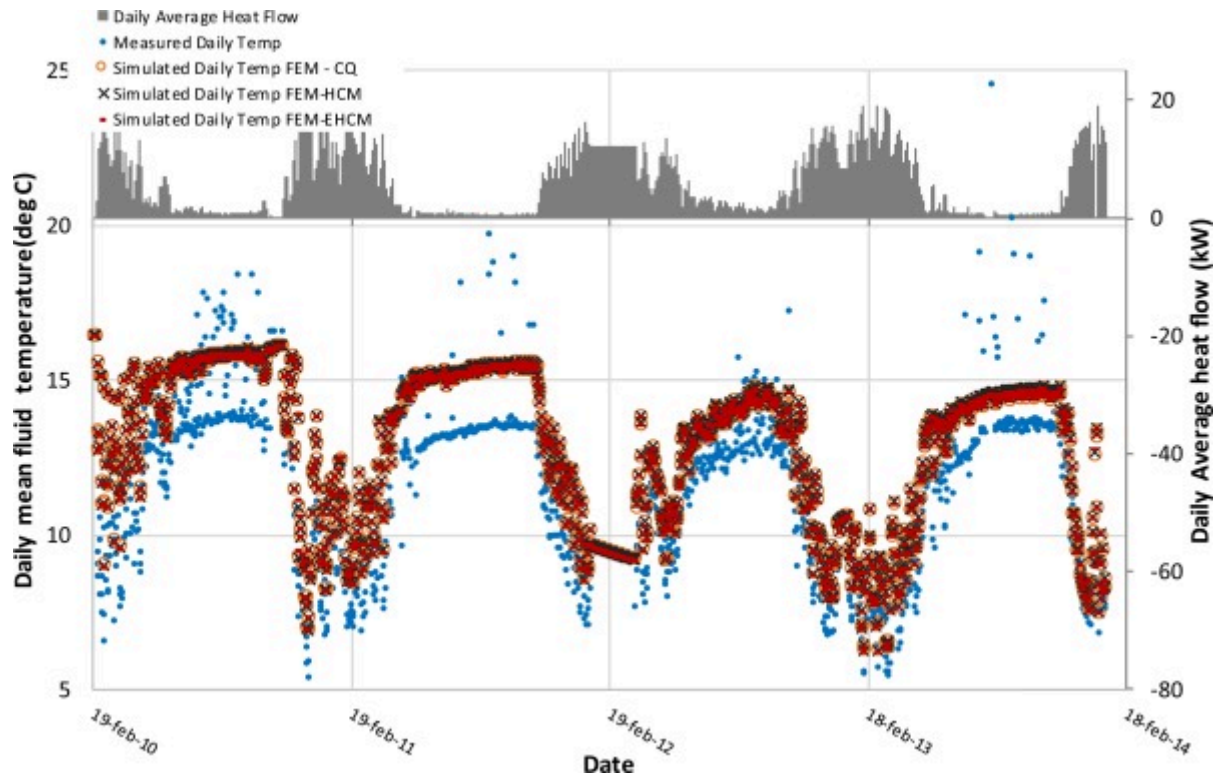 Daily Average Heat Flow
Measured Daily Temp
Simulated Daily Temp FEM - CQ
Simulated Daily Temp FEM-HCM
Simulated Daily Temp FEM-EHCM
25
20
15
10
5
Daily mean fluid temperature(deg C)
20
0
-20
-40
-60
-80
Daily Average heat flow (kW)
19-feb-10
19-feb-11
19-feb-12
18-feb-13
18-feb-14
Date